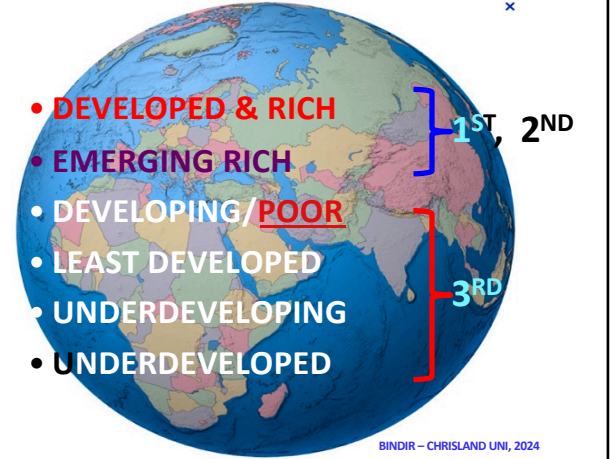 ×
• DEVELOPED & RICH
1ST, 2ND
• EMERGING RICH
• DEVELOPING/POOR
• LEAST DEVELOPED
3RD
• UNDERDEVELOPING
• UNDERDEVELOPED
BINDIR – CHRISLAND UNI, 2024